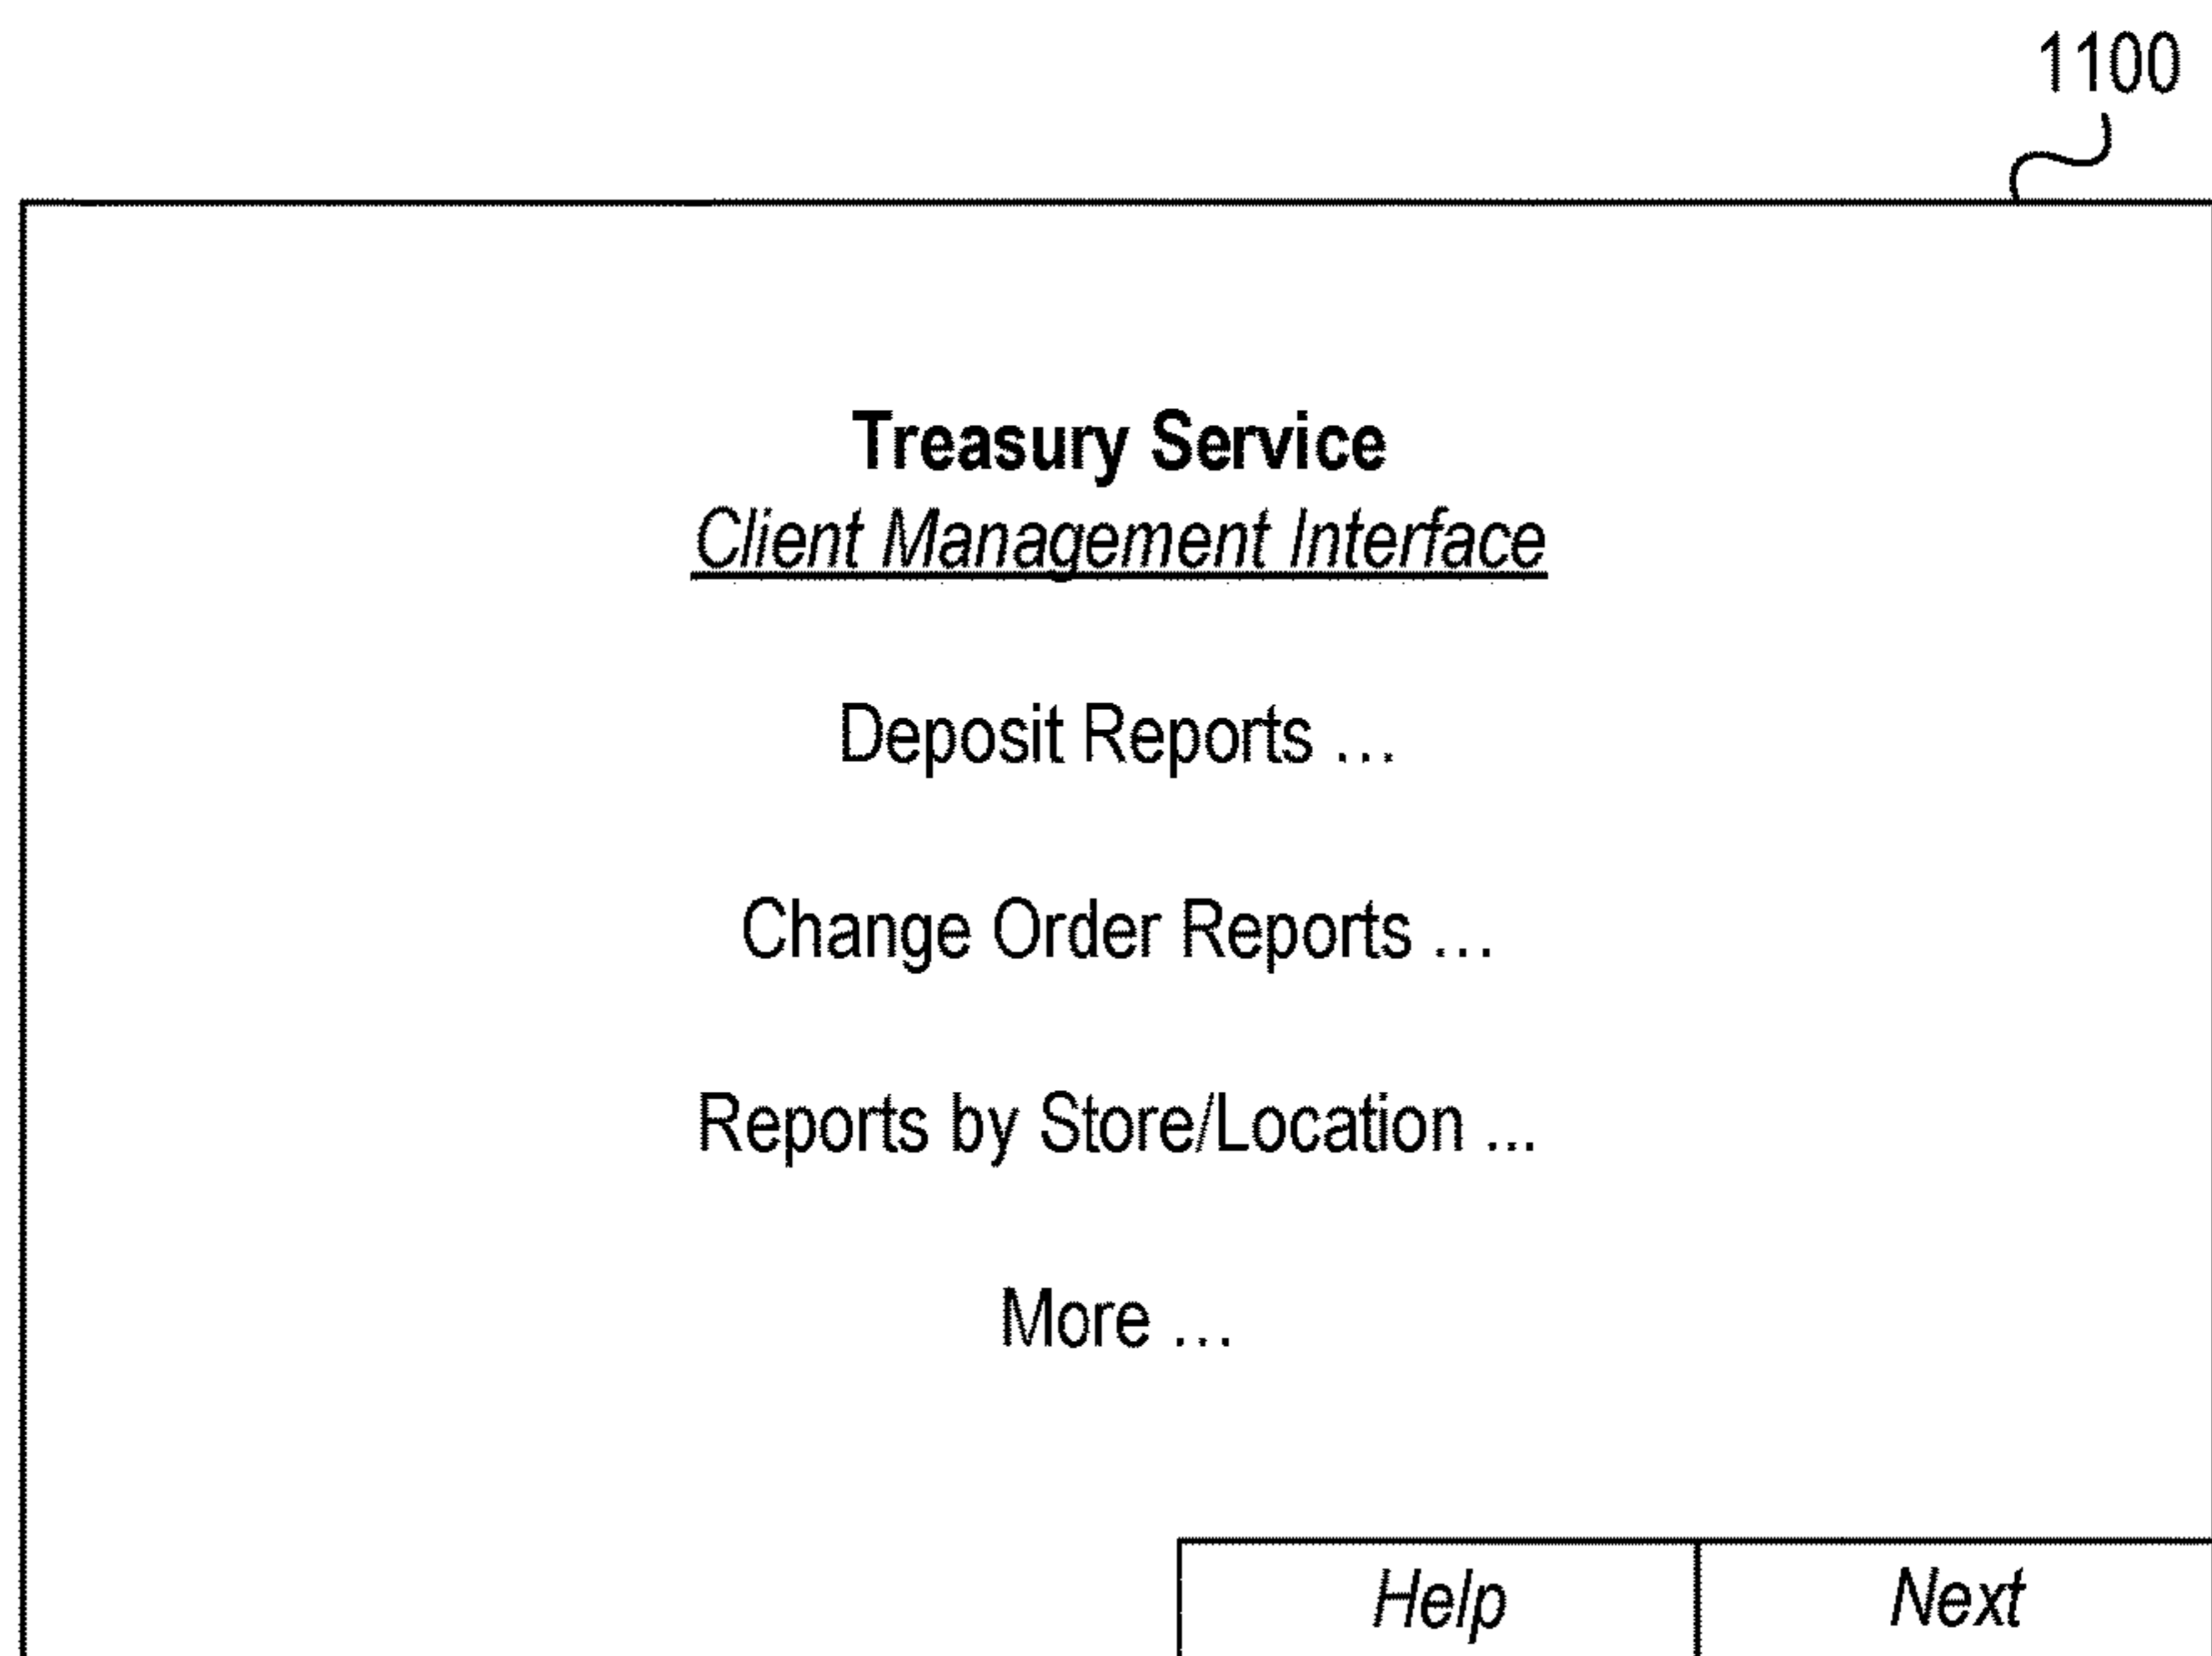 1100
Treasury Service
Client Management Interface
Deposit Reports ...
Change Order Reports ...
Reports by Store/Location ...
More ...
Help Next